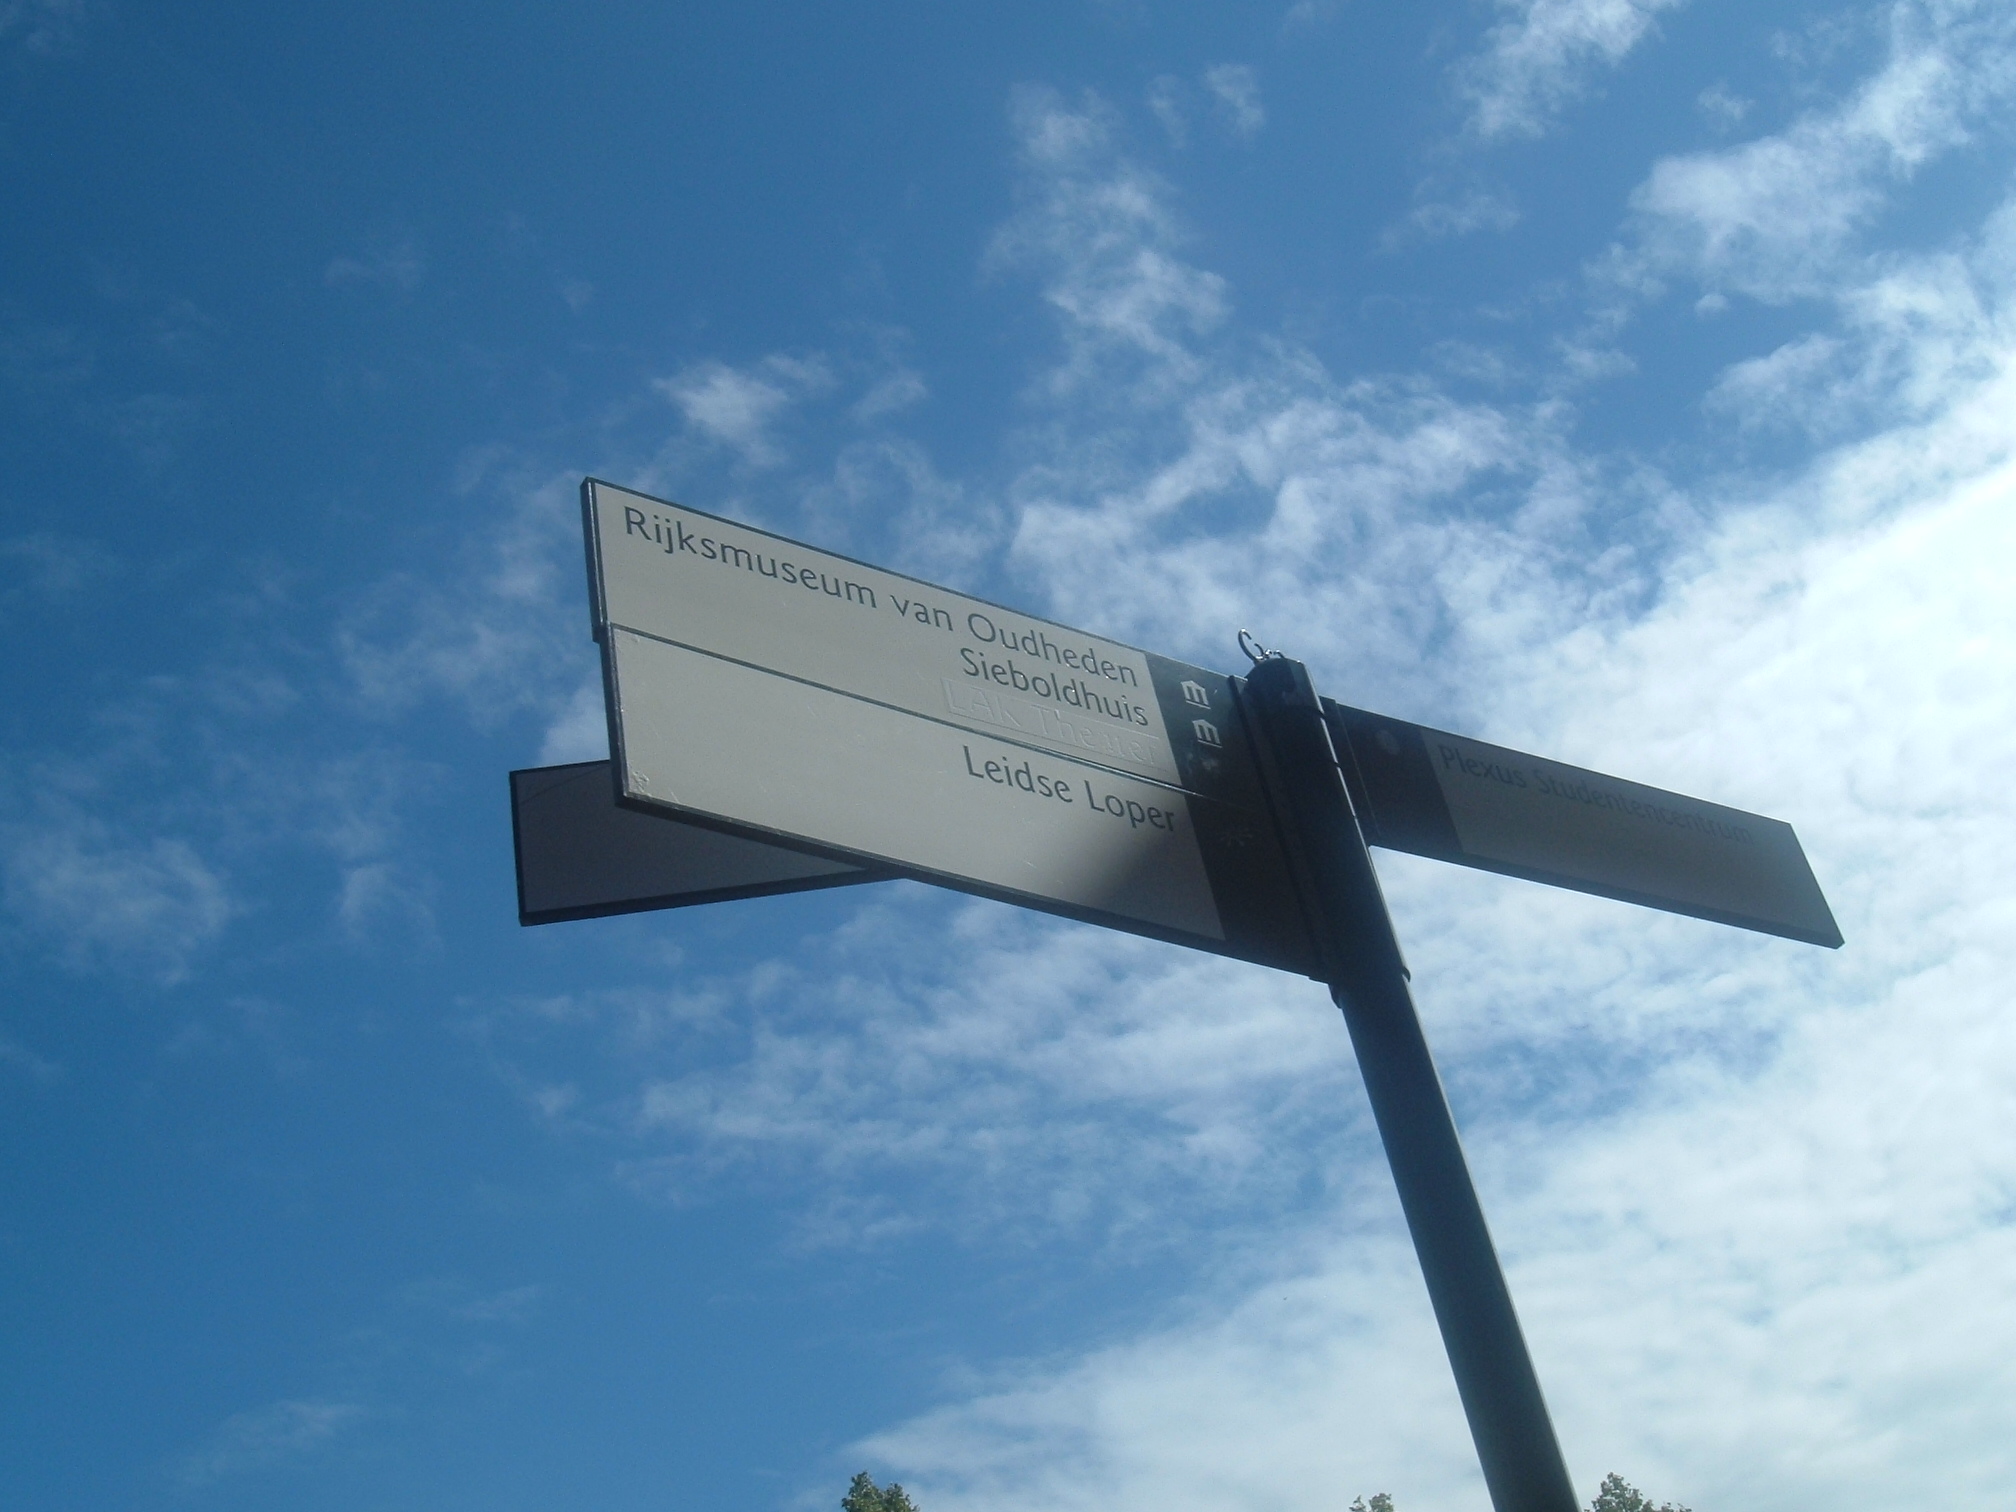 Rijksmuseum van Oudheden
Sieboldhuis
LAK Theater
Leidse Loper
Plexus Studentencentrum